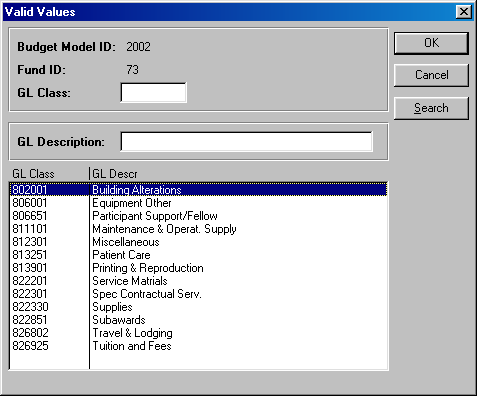 Valid Values
Budget Model ID: 2002
OK
Fund ID: 73
Cancel
GL Class:
Search
GL Description:
GL Class GL Descr
802001 Building Alterations
806001 Equipment Other
806651 Participant Support/Fellow
811101 Maintenance & Operat. Supply
812301 Miscellaneous
813251 Patient Care
813901 Printing & Reproduction
822201 Service Matrials
822301 Spec Contractual Serv.
822330 Supplies
822851 Subawards
826802 Travel & Lodging
826925 Tuition and Fees